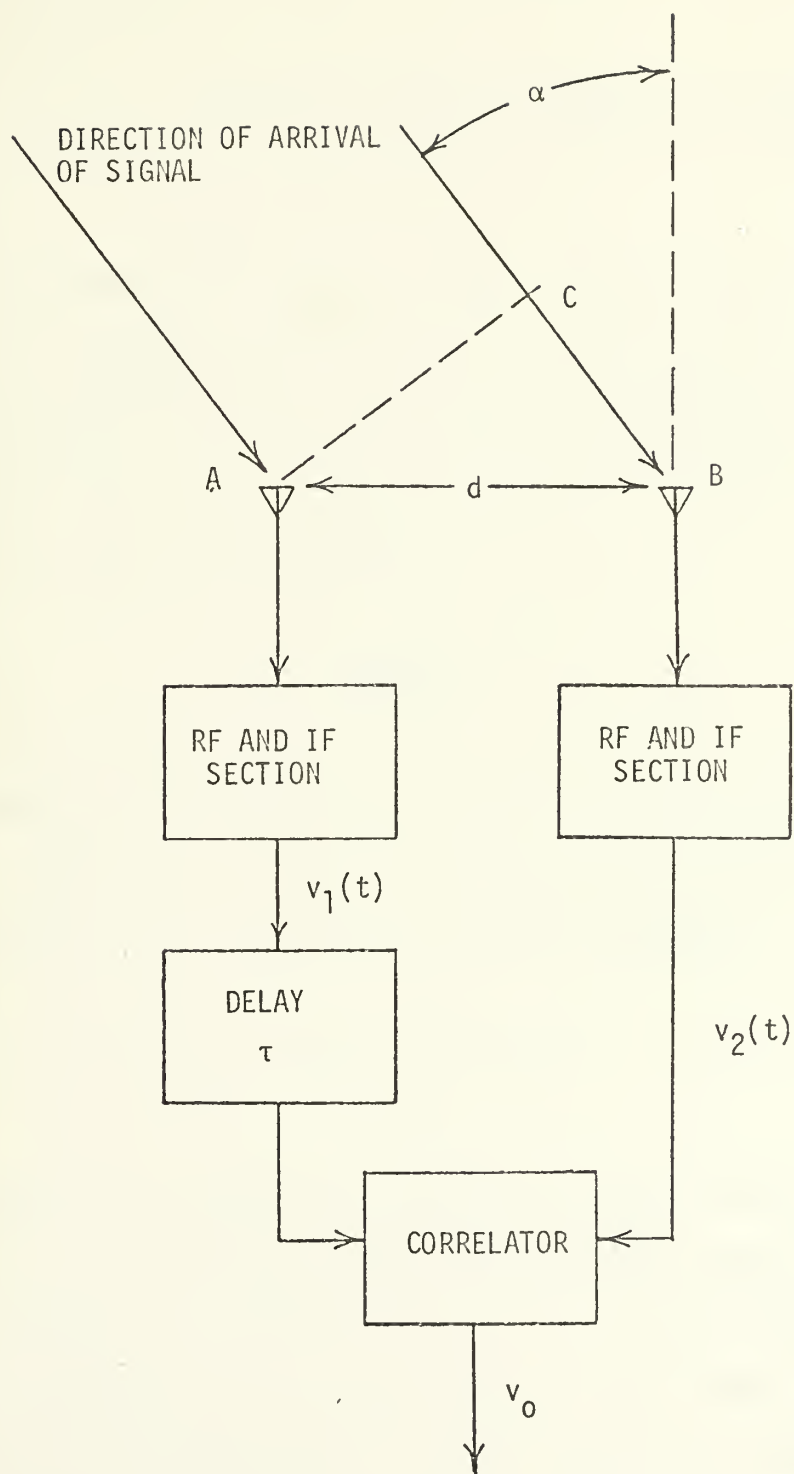 α
DIRECTION OF ARRIVAL
OF SIGNAL
C
A
d
B
RF AND IF
SECTION
RF AND IF
SECTION
v₁(t)
DELAY
τ
v₂(t)
CORRELATOR
v₀